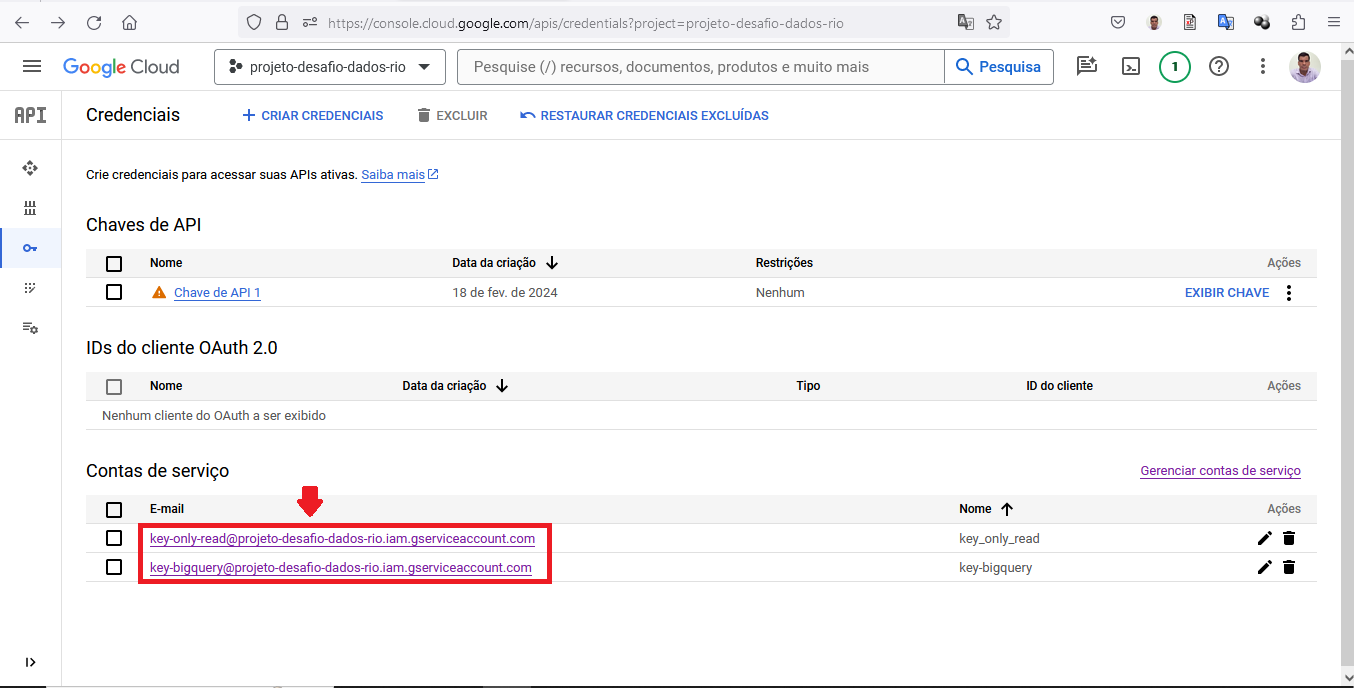 https://console.cloud.google.com/apis/credentials?project=projeto-desafio-dados-rio
Google Cloud
projeto-desafio-dados-rio
Pesquise (/) recursos, documentos, produtos e muito mais
Pesquisa
1
API
Credenciais
CRIAR CREDENCIAIS
EXCLUIR
RESTAURAR CREDENCIAIS EXCLUÍDAS
Crie credenciais para acessar suas APIs ativas. Saiba mais
Chaves de API
Nome Data da criação Restrições Ações
Chave de API 1 18 de fev. de 2024 Nenhum EXIBIR CHAVE
IDs do cliente OAuth 2.0
Nome Data da criação Tipo ID do cliente Ações
Nenhum cliente do OAuth a ser exibido
Contas de serviço Gerenciar contas de serviço
E-mail Nome Ações
key-only-read@projeto-desafio-dados-rio.iam.gserviceaccount.com key_only_read
key-bigquery@projeto-desafio-dados-rio.iam.gserviceaccount.com key-bigquery